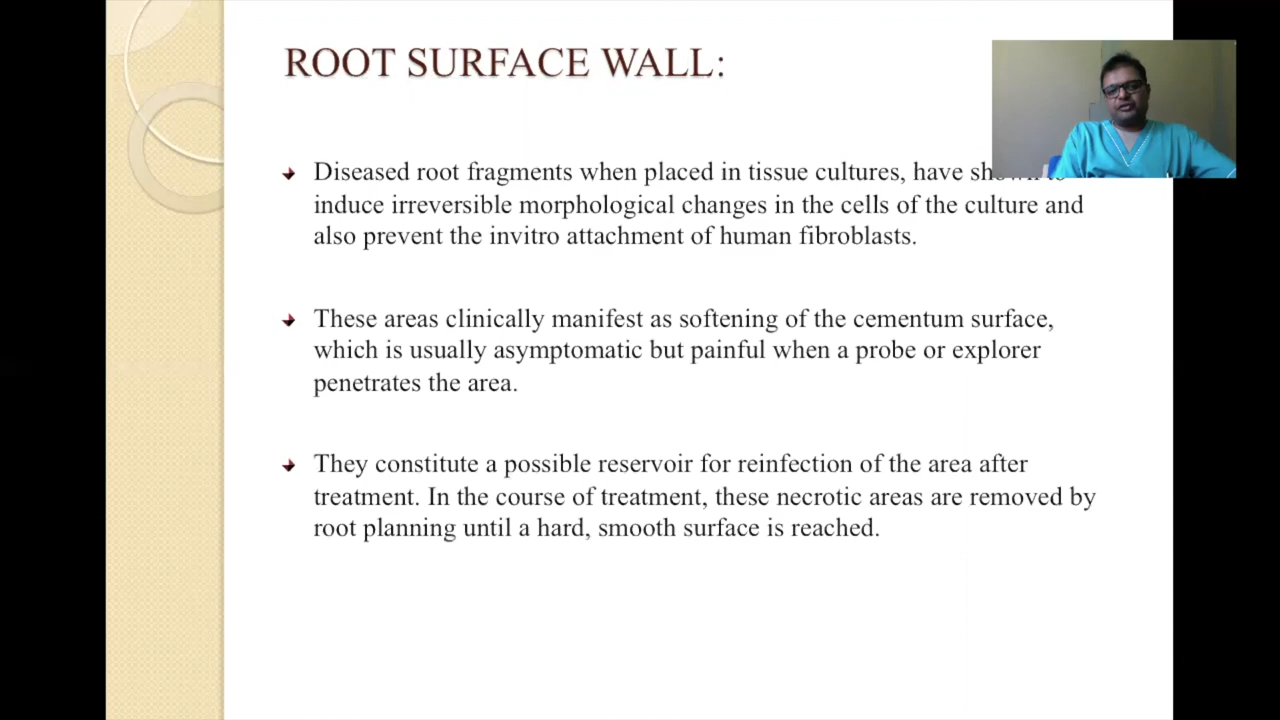 ROOT SURFACE WALL:
Diseased root fragments when placed in tissue cultures, have shown to
induce irreversible morphological changes in the cells of the culture and
also prevent the invitro attachment of human fibroblasts.
These areas clinically manifest as softening of the cementum surface,
which is usually asymptomatic but painful when a probe or explorer
penetrates the area.
They constitute a possible reservoir for reinfection of the area after
treatment. In the course of treatment, these necrotic areas are removed by
root planning until a hard, smooth surface is reached.